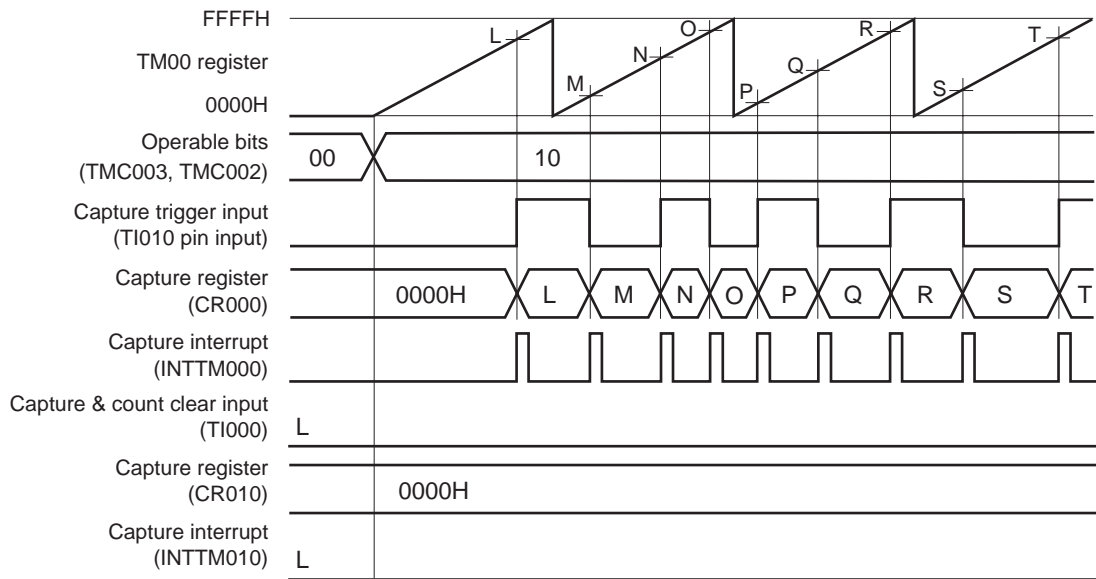 FFFFH
TM00 register
0000H
L M N O P Q R S T
Operable bits
(TMC003, TMC002)
00 10
Capture trigger input
(TI010 pin input)
Capture register
(CR000)
0000H L M N O P Q R S T
Capture interrupt
(INTTM000)
Capture & count clear input
(TI000)
L
Capture register
(CR010)
0000H
Capture interrupt
(INTTM010)
L